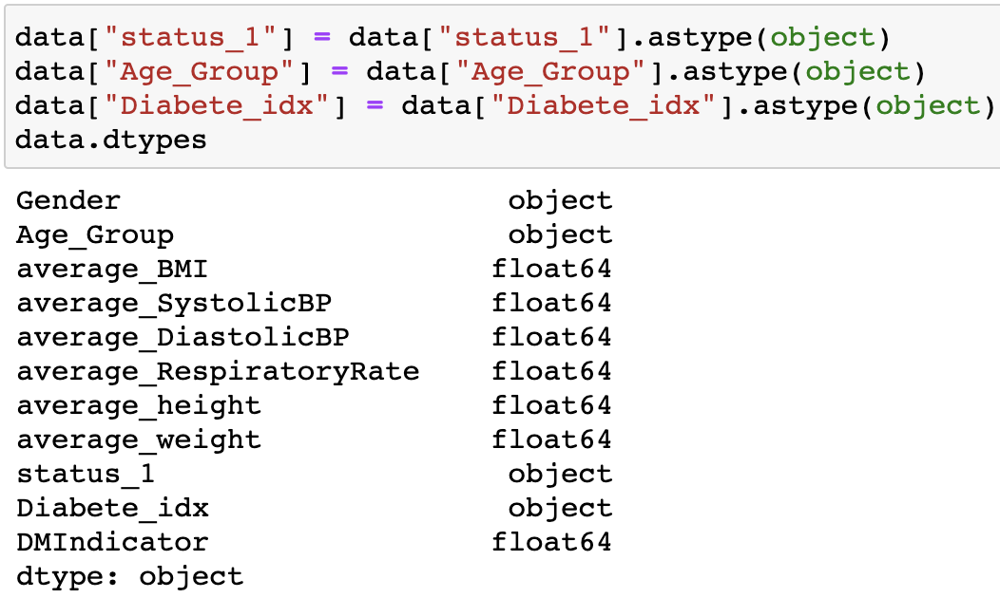 data["status_1"] = data["status_1"].astype(object)
data["Age_Group"] = data["Age_Group"].astype(object)
data["Diabete_idx"] = data["Diabete_idx"].astype(object)
data.dtypes
Gender object
Age_Group object
average_BMI float64
average_SystolicBP float64
average_DiastolicBP float64
average_RespiratoryRate float64
average_height float64
average_weight float64
status_1 object
Diabete_idx object
DMIndicator float64
dtype: object